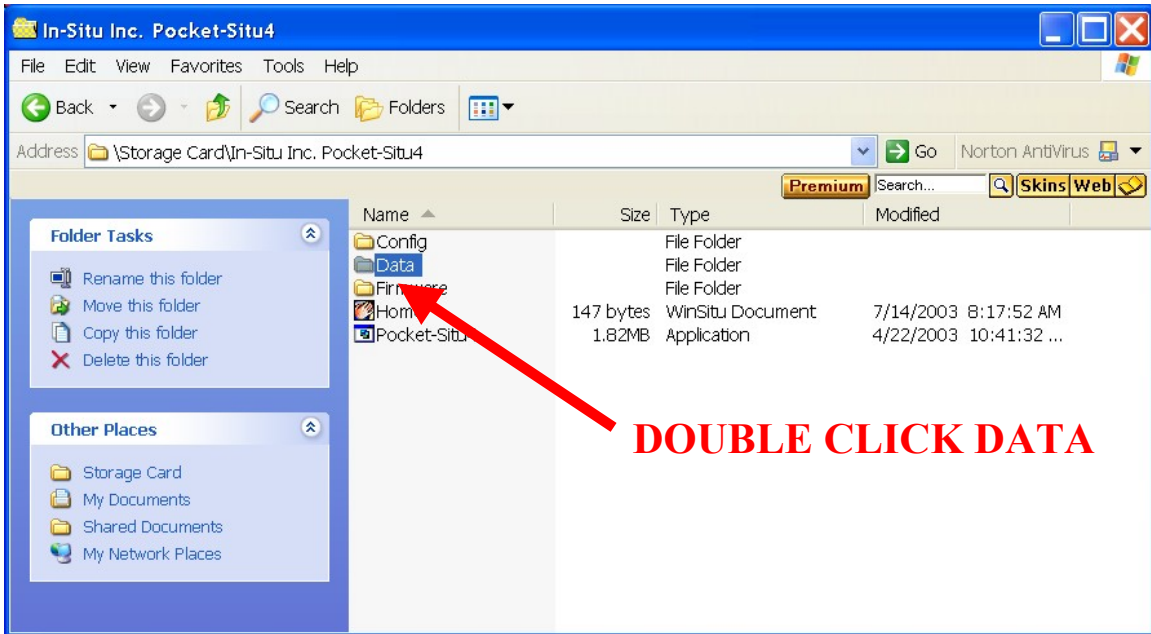 In-Situ Inc. Pocket-Situ4
File Edit View Favorites Tools Help
Back Search Folders
Address \Storage Card\In-Situ Inc. Pocket-Situ4 Go Norton AntiVirus
Premium Search... Skins Web
Name Size Type Modified
Folder Tasks
Rename this folder
Move this folder
Copy this folder
Delete this folder
Other Places
Storage Card
My Documents
Shared Documents
My Network Places
Config File Folder
Data File Folder
File Folder
147 bytes WinSitu Document 7/14/2003 8:17:52 AM
Pocket-Situ 1.82MB Application 4/22/2003 10:41:32 ...
DOUBLE CLICK DATA